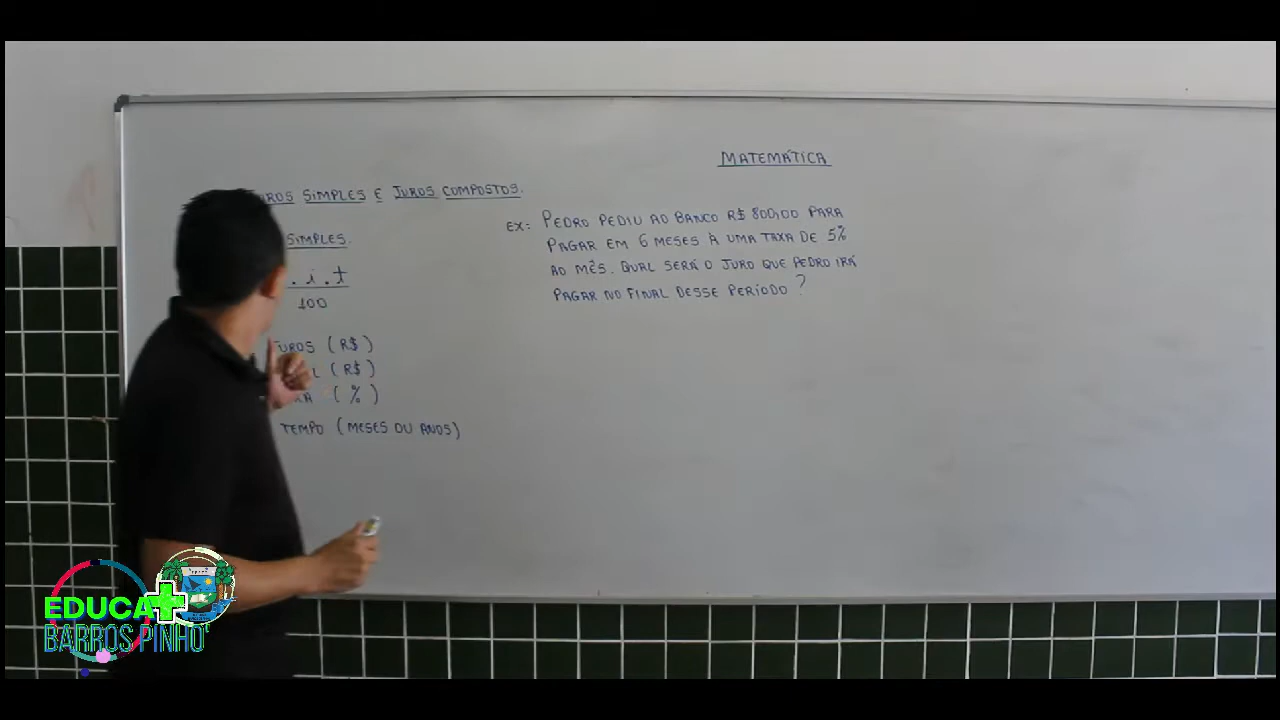 MATEMÁTICA
SIMPLES E JUROS COMPOSTOS.
SIMPLES.
. i . t
100
JUROS (R$)
(R$)
(%)
TEMPO (MESES OU ANOS)
EX: PEDRO PEDIU AO BANCO R$ 800,00 PARA
PAGAR EM 6 MESES À UMA TAXA DE 5%
AO MÊS. QUAL SERÁ O JURO QUE PEDRO IRÁ
PAGAR NO FINAL DESSE PERÍODO?
EDUCA+
BARROS PINHO